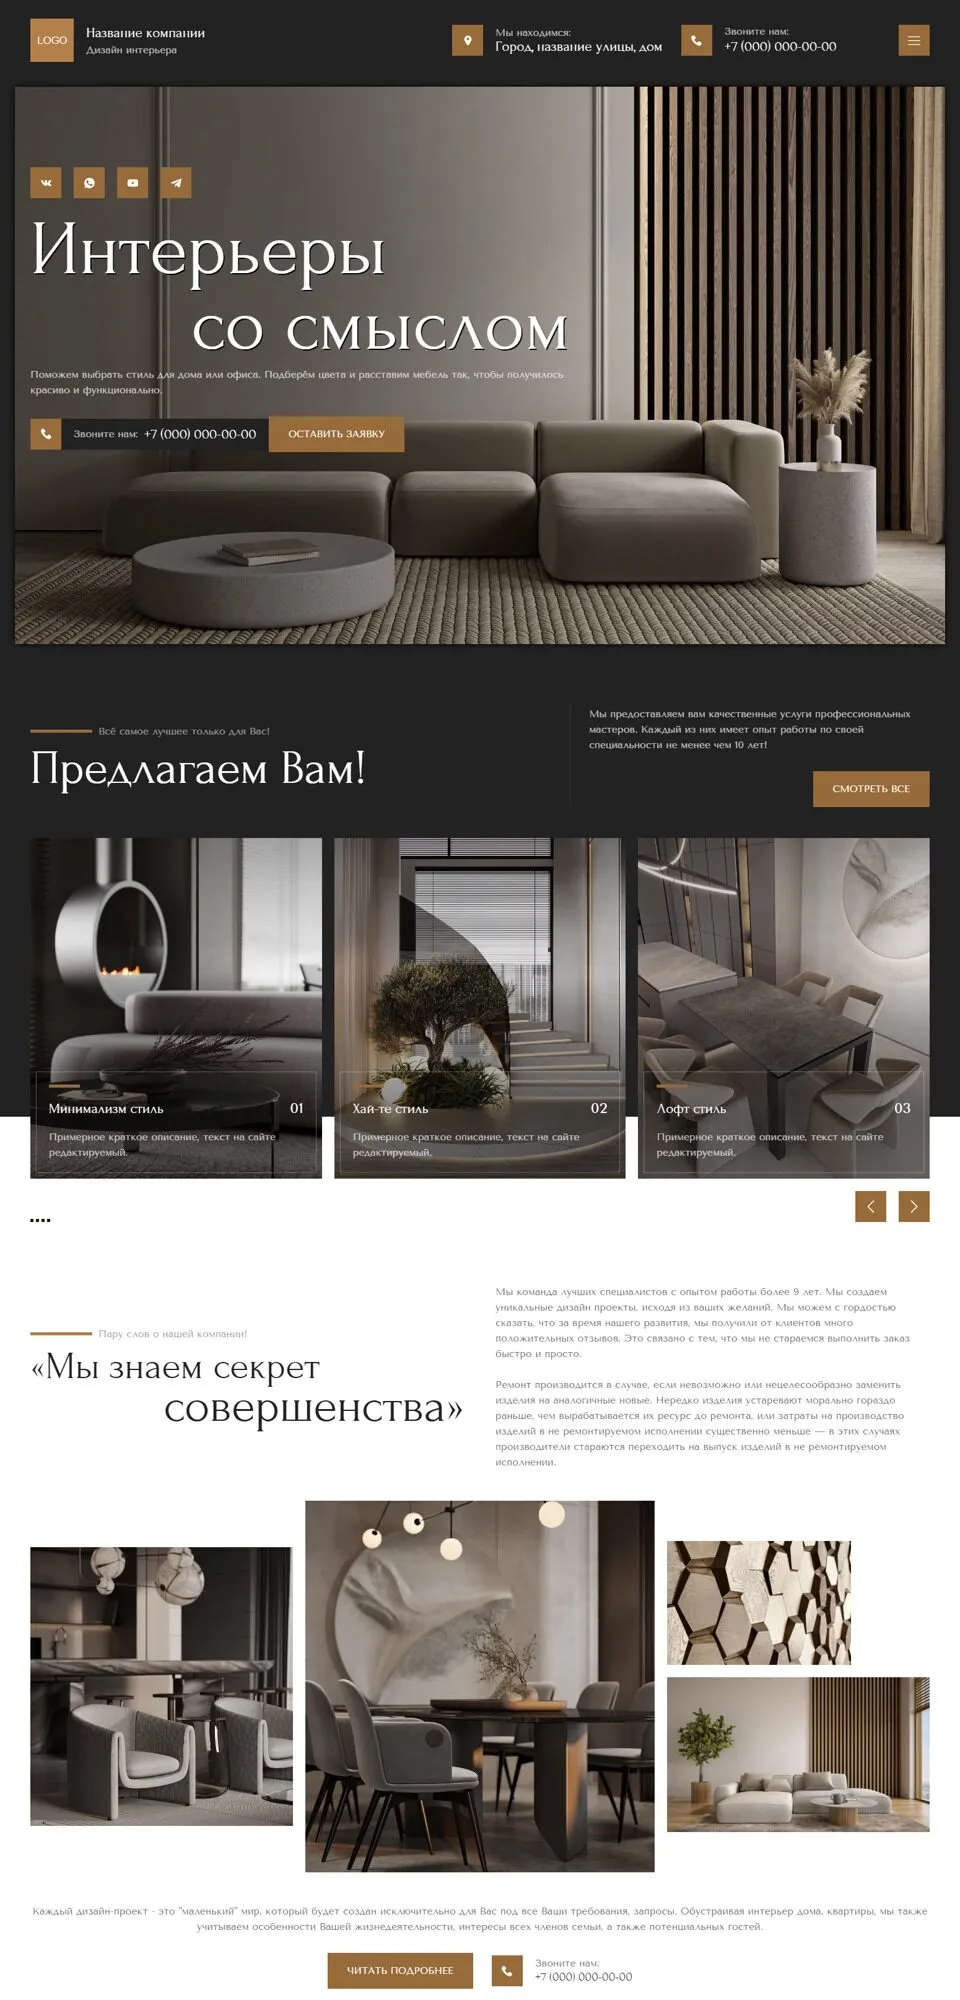 LOGO
Название компании
Дизайн интерьера
Мы находимся:
Город, название улицы, дом
Звоните нам:
+7 (000) 000-00-00
Интерьеры
со смыслом
Поможем выбрать стиль для дома или офиса. Подберём цвета и расставим мебель так, чтобы получилось
красиво и функционально.
Звоните нам: +7 (000) 000-00-00
ОСТАВИТЬ ЗАЯВКУ
Всё самое лучшее только для Вас!
Предлагаем Вам!
Мы предоставляем вам качественные услуги профессиональных
мастеров. Каждый из них имеет опыт работы по своей
специальности не менее чем 10 лет!
СМОТРЕТЬ ВСЕ
Минимализм стиль 01
Примерное краткое описание, текст на сайте
редактируемый.
Хай-те стиль 02
Примерное краткое описание, текст на сайте
редактируемый.
Лофт стиль 03
Примерное краткое описание, текст на сайте
редактируемый.
Пару слов о нашей компании!
«Мы знаем секрет
совершенства»
Мы команда лучших специалистов с опытом работы более 9 лет. Мы создаем
уникальные дизайн проекты, исходя из ваших желаний. Мы можем с гордостью
сказать, что за время нашего развития, мы получили от клиентов много
положительных отзывов. Это связано с тем, что мы не стараемся выполнить заказ
быстро и просто.
Ремонт производится в случае, если невозможно или нецелесообразно заменить
изделия на аналогичные новые. Нередко изделия устаревают морально гораздо
раньше, чем вырабатывается их ресурс до ремонта, или затраты на производство
изделий в не ремонтируемом исполнении существенно меньше — в этих случаях
производители стараются переходить на выпуск изделий в не ремонтируемом
исполнении.
Каждый дизайн-проект - это "маленький" мир, который будет создан исключительно для Вас под все Ваши требования, запросы. Обустраивая интерьер дома, квартиры, мы также
учитываем особенности Вашей жизнедеятельности, интересы всех членов семьи, а также потенциальных гостей.
ЧИТАТЬ ПОДРОБНЕЕ
Звоните нам:
+7 (000) 000-00-00